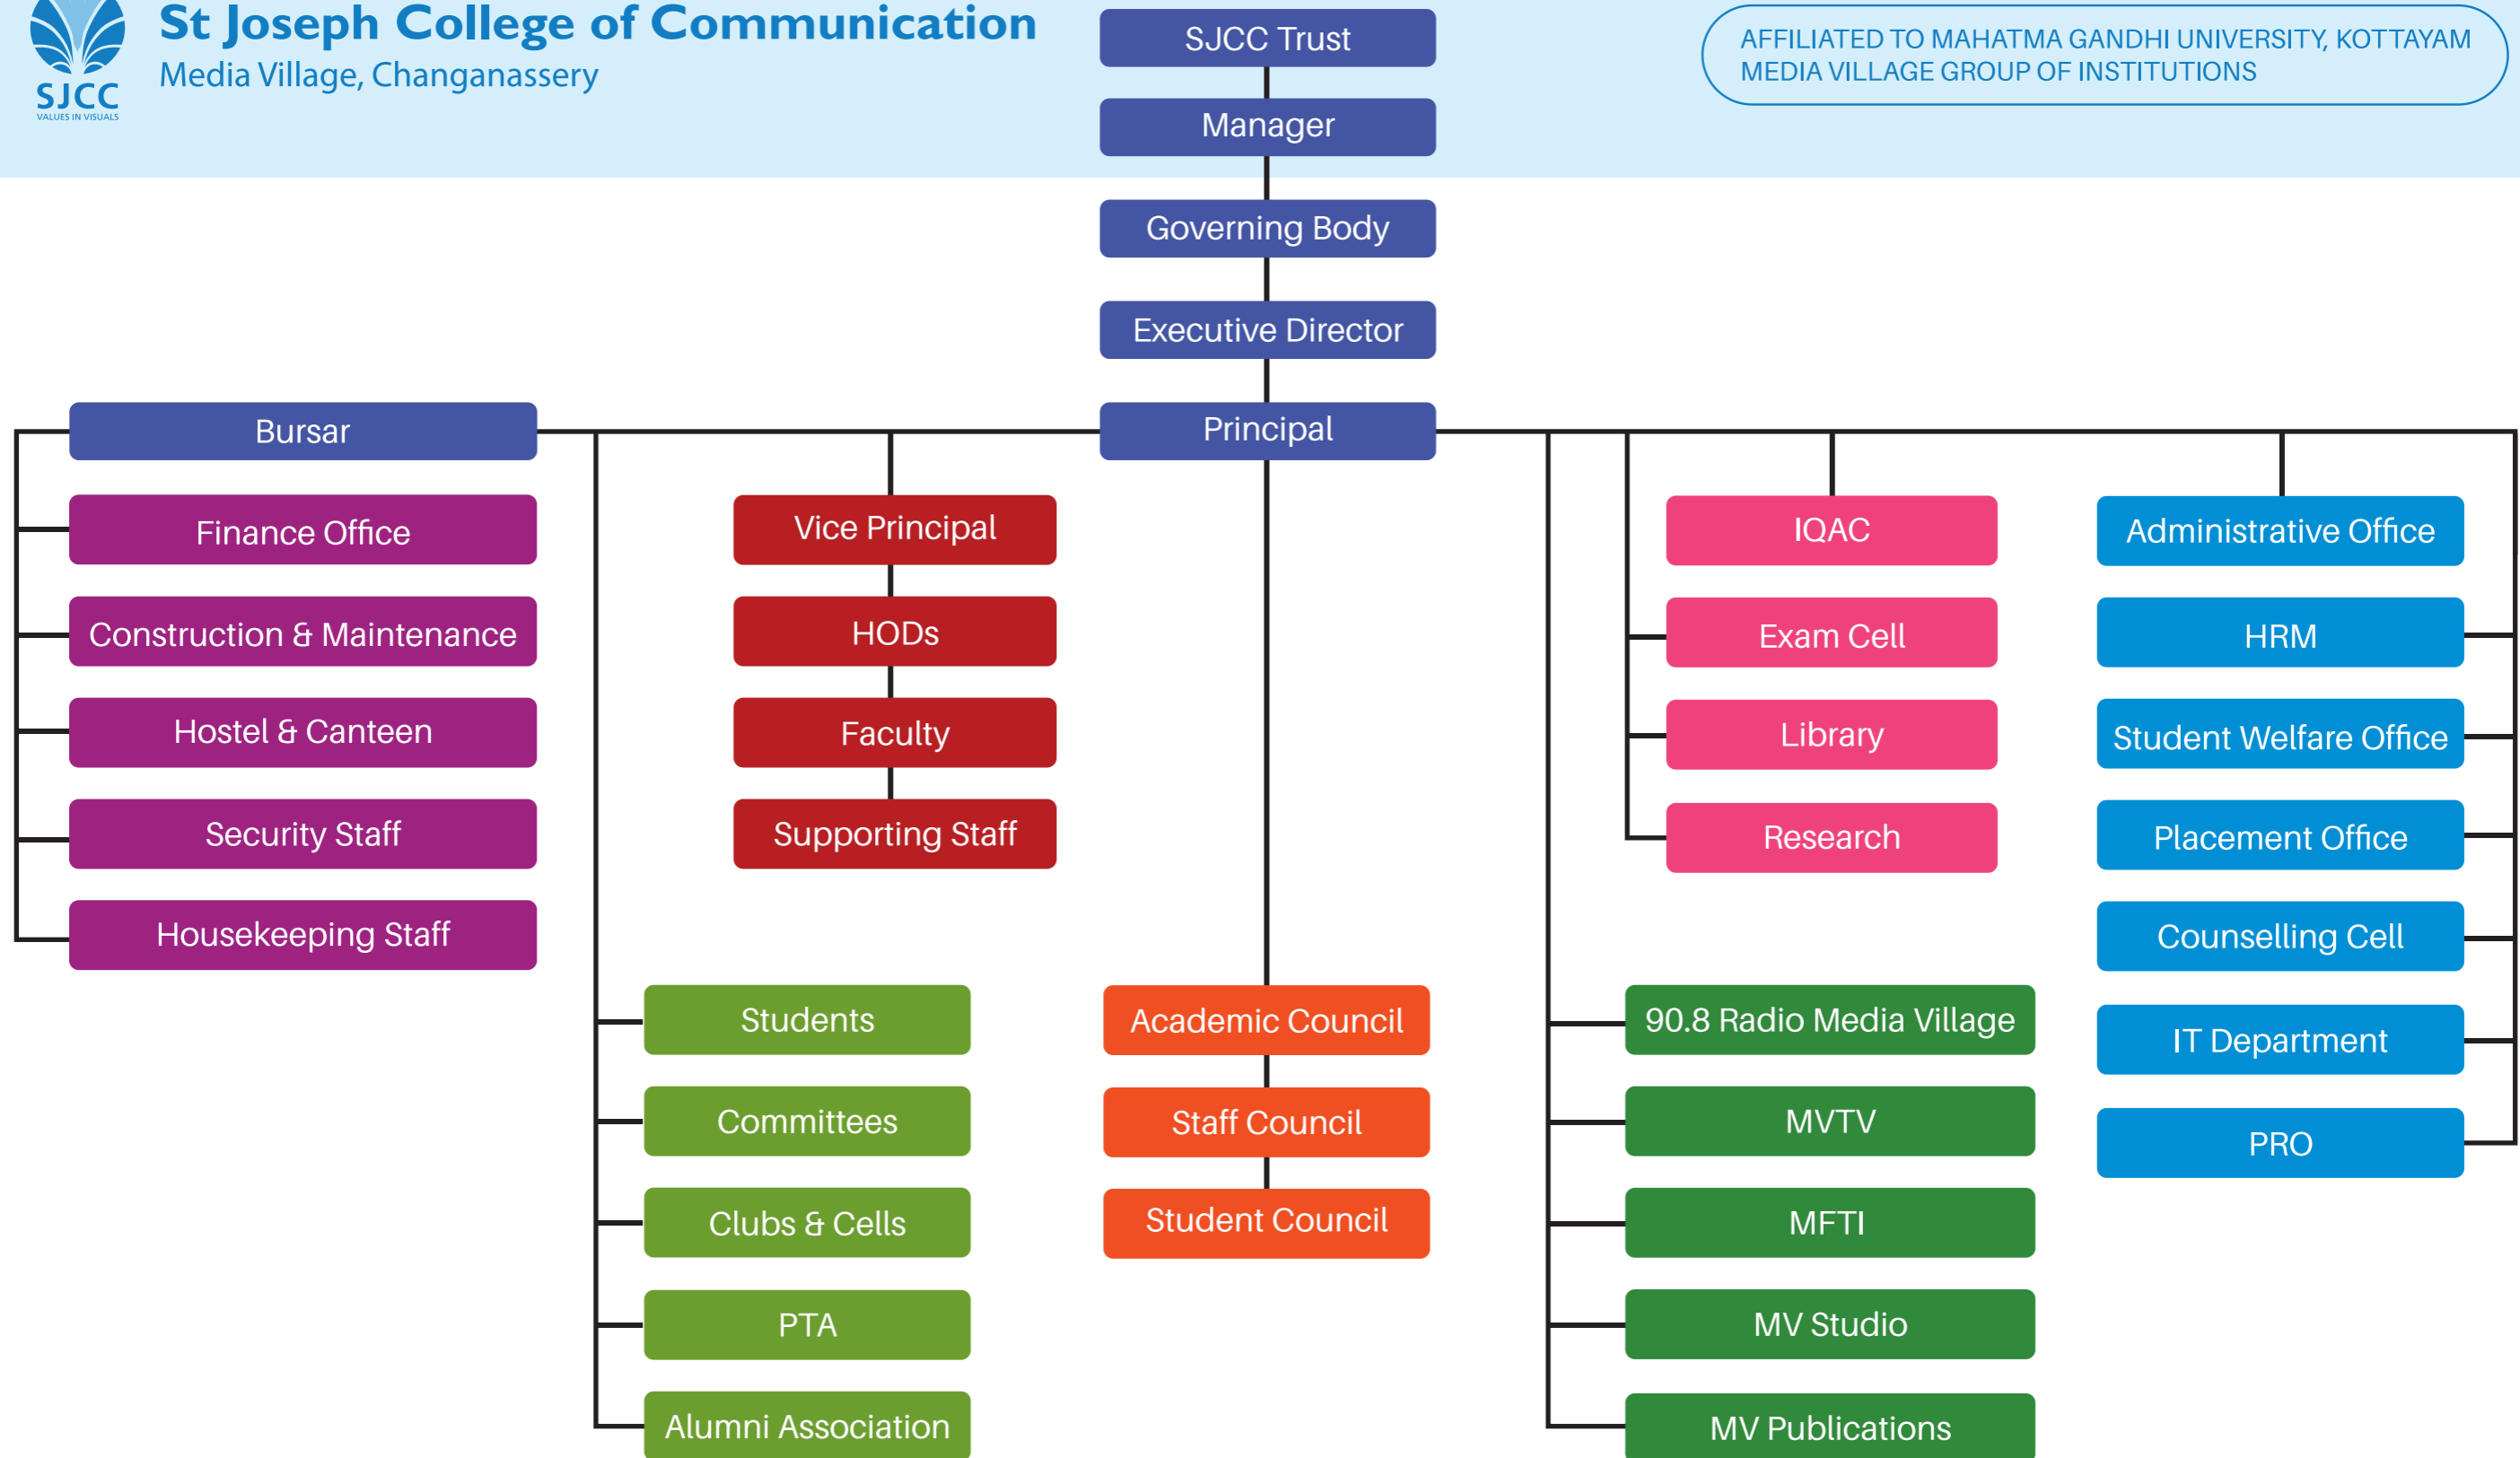 St Joseph College of Communication
Media Village, Changanassery
SJCC
VALUES IN VISUALS
AFFILIATED TO MAHATMA GANDHI UNIVERSITY, KOTTAYAM
MEDIA VILLAGE GROUP OF INSTITUTIONS
SJCC Trust
Manager
Governing Body
Executive Director
Principal
Bursar
Finance Office
Construction & Maintenance
Hostel & Canteen
Security Staff
Housekeeping Staff
Vice Principal
HODs
Faculty
Supporting Staff
Students
Committees
Clubs & Cells
PTA
Alumni Association
Academic Council
Staff Council
Student Council
IQAC
Exam Cell
Library
Research
90.8 Radio Media Village
MVTV
MFTI
MV Studio
MV Publications
Administrative Office
HRM
Student Welfare Office
Placement Office
Counselling Cell
IT Department
PRO